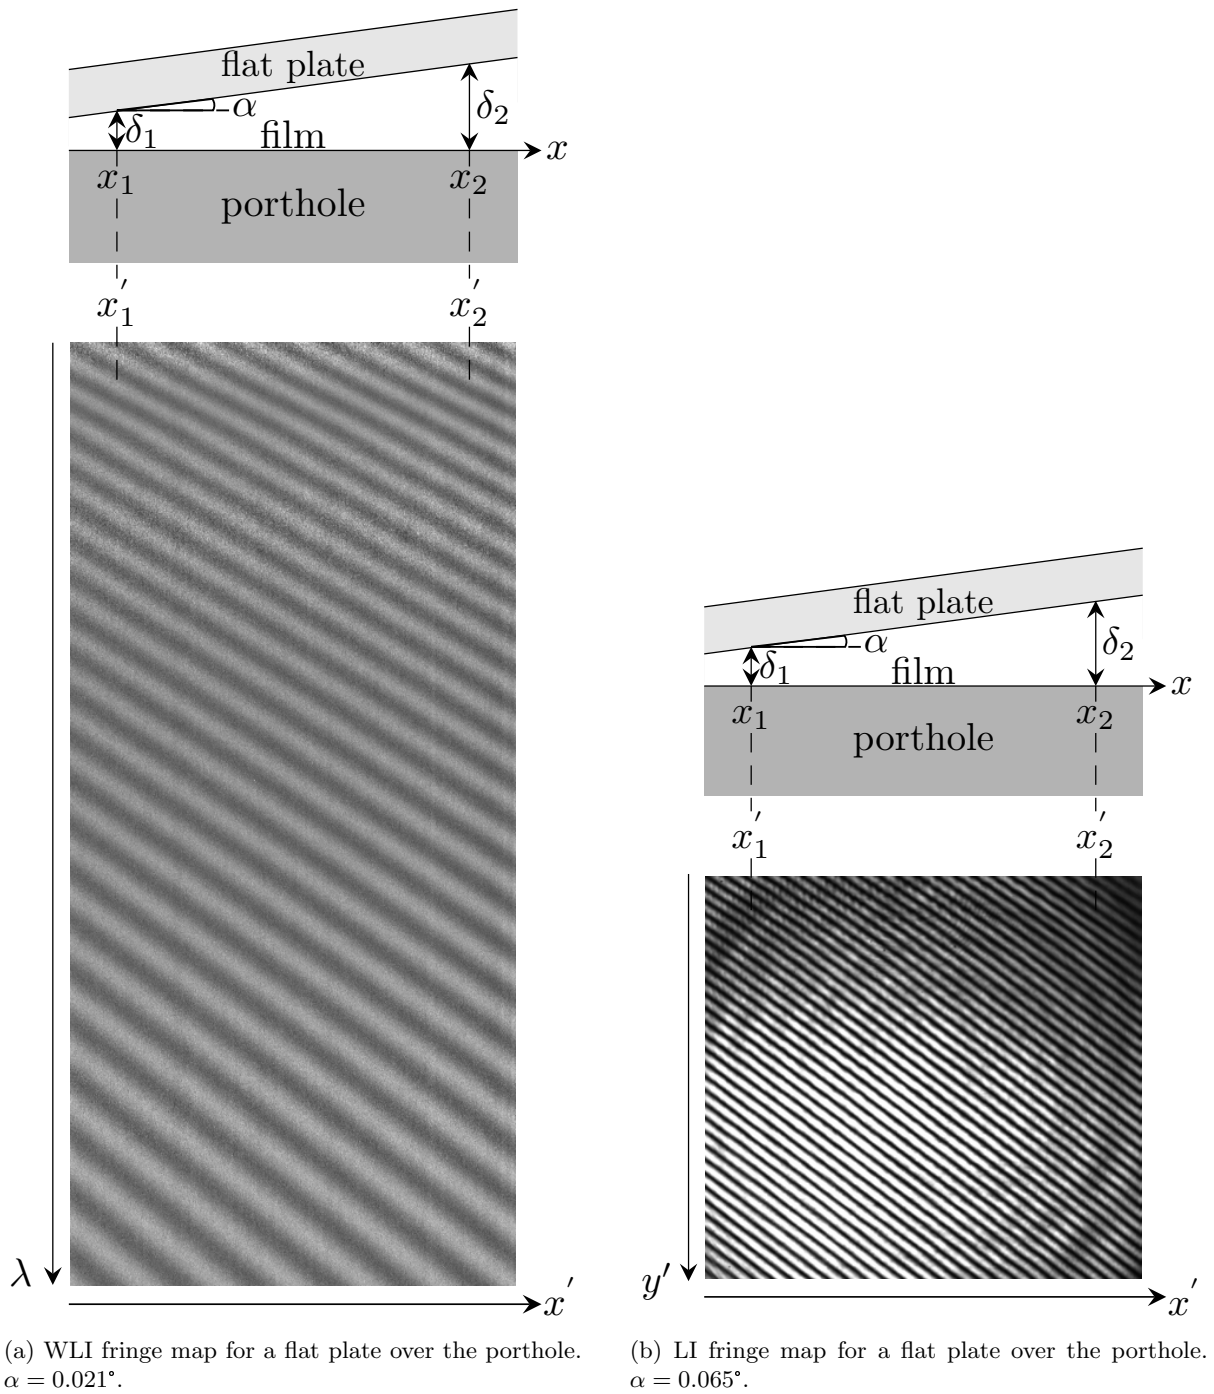 flat plate
α
δ₁
δ₂
film
x
x₁
x₂
porthole
x₁′
x₂′
λ
x′
(a) WLI fringe map for a flat plate over the porthole.
α = 0.021°.
flat plate
α
δ₁
δ₂
film
x
x₁
x₂
porthole
x₁′
x₂′
y′
x′
(b) LI fringe map for a flat plate over the porthole.
α = 0.065°.